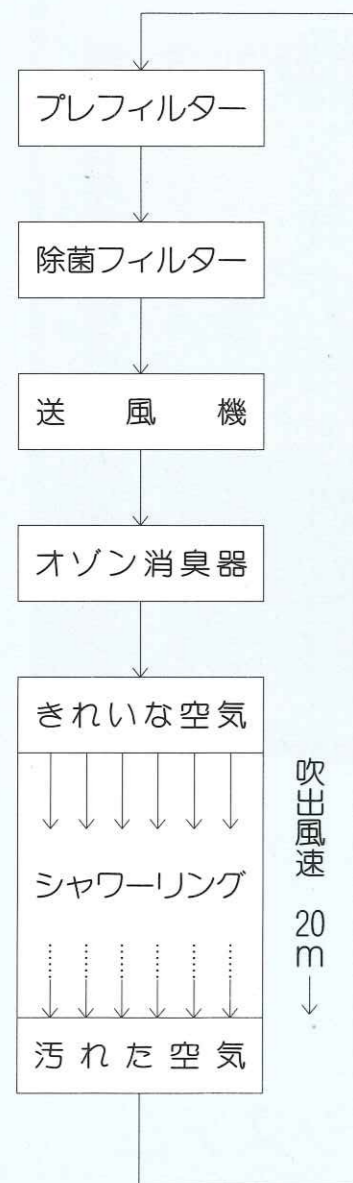 プレフィルター
除菌フィルター
送風機
オゾン消臭器
きれいな空気
シャワーリング
吹出風速 20m
汚れた空気